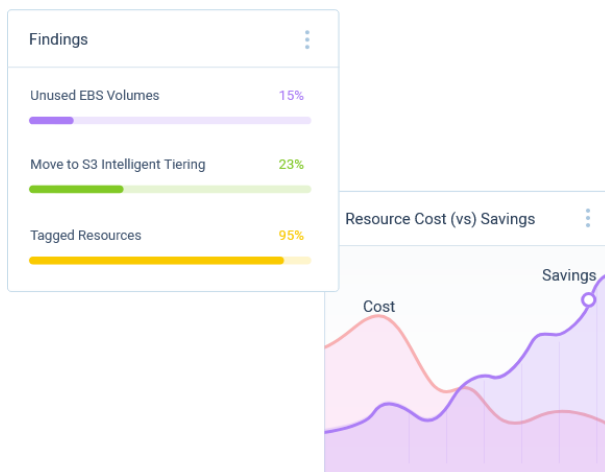 Findings
Unused EBS Volumes 15%
Move to S3 Intelligent Tiering 23%
Tagged Resources 95%
Resource Cost (vs) Savings
Savings
Cost